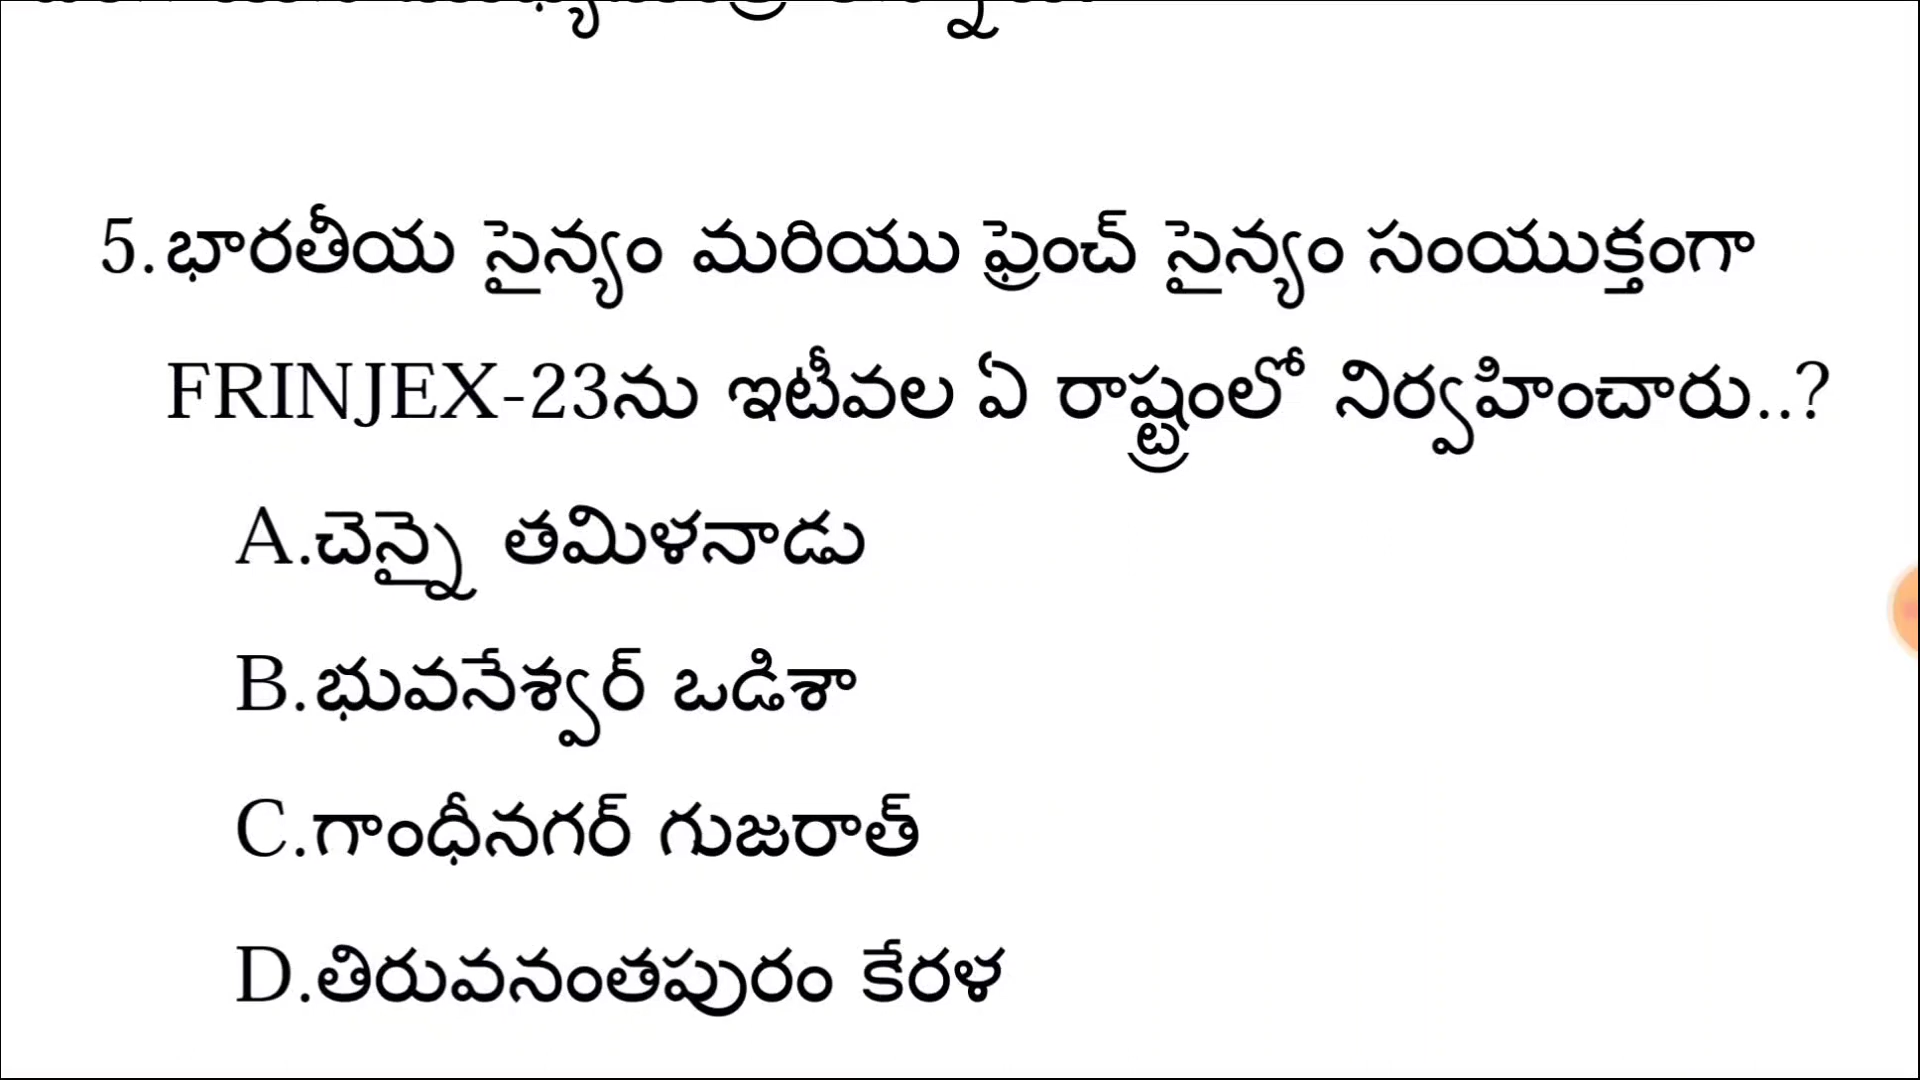 5.భారతీయ సైన్యం మరియు ఫ్రెంచ్ సైన్యం సంయుక్తంగా
FRINJEX-23ను ఇటీవల ఏ రాష్ట్రంలో నిర్వహించారు..?
A.చెన్నై తమిళనాడు
B.భువనేశ్వర్ ఒడిశా
C.గాంధీనగర్ గుజరాత్
D.తిరువనంతపురం కేరళ